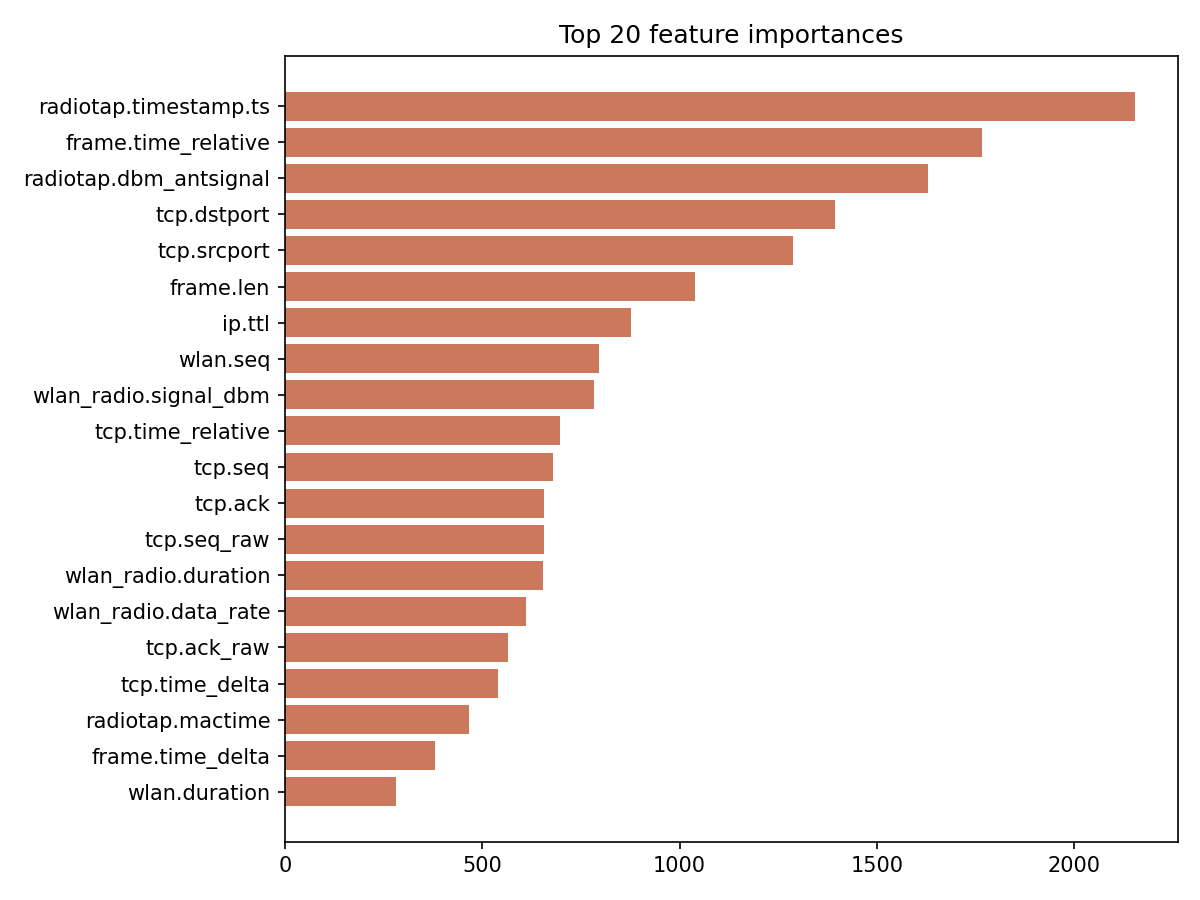 Top 20 feature importances
radiotap.timestamp.ts
frame.time_relative
radiotap.dbm_antsignal
tcp.dstport
tcp.srcport
frame.len
ip.ttl
wlan.seq
wlan_radio.signal_dbm
tcp.time_relative
tcp.seq
tcp.ack
tcp.seq_raw
wlan_radio.duration
wlan_radio.data_rate
tcp.ack_raw
tcp.time_delta
radiotap.mactime
frame.time_delta
wlan.duration
0 500 1000 1500 2000